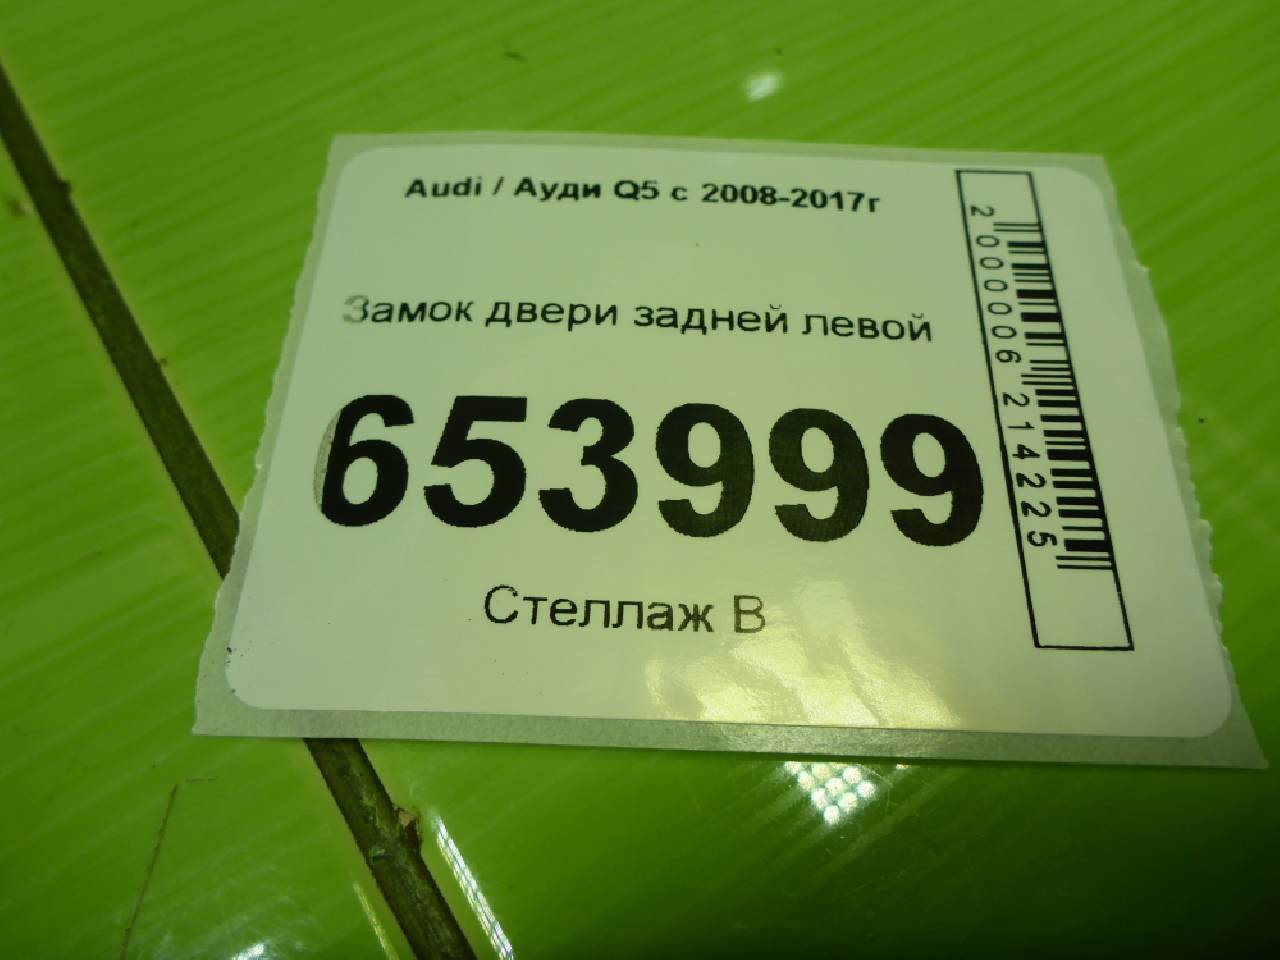 Audi / Ауди Q5 с 2008-2017г
Замок двери задней левой
653999
Стеллаж В
2000006214225